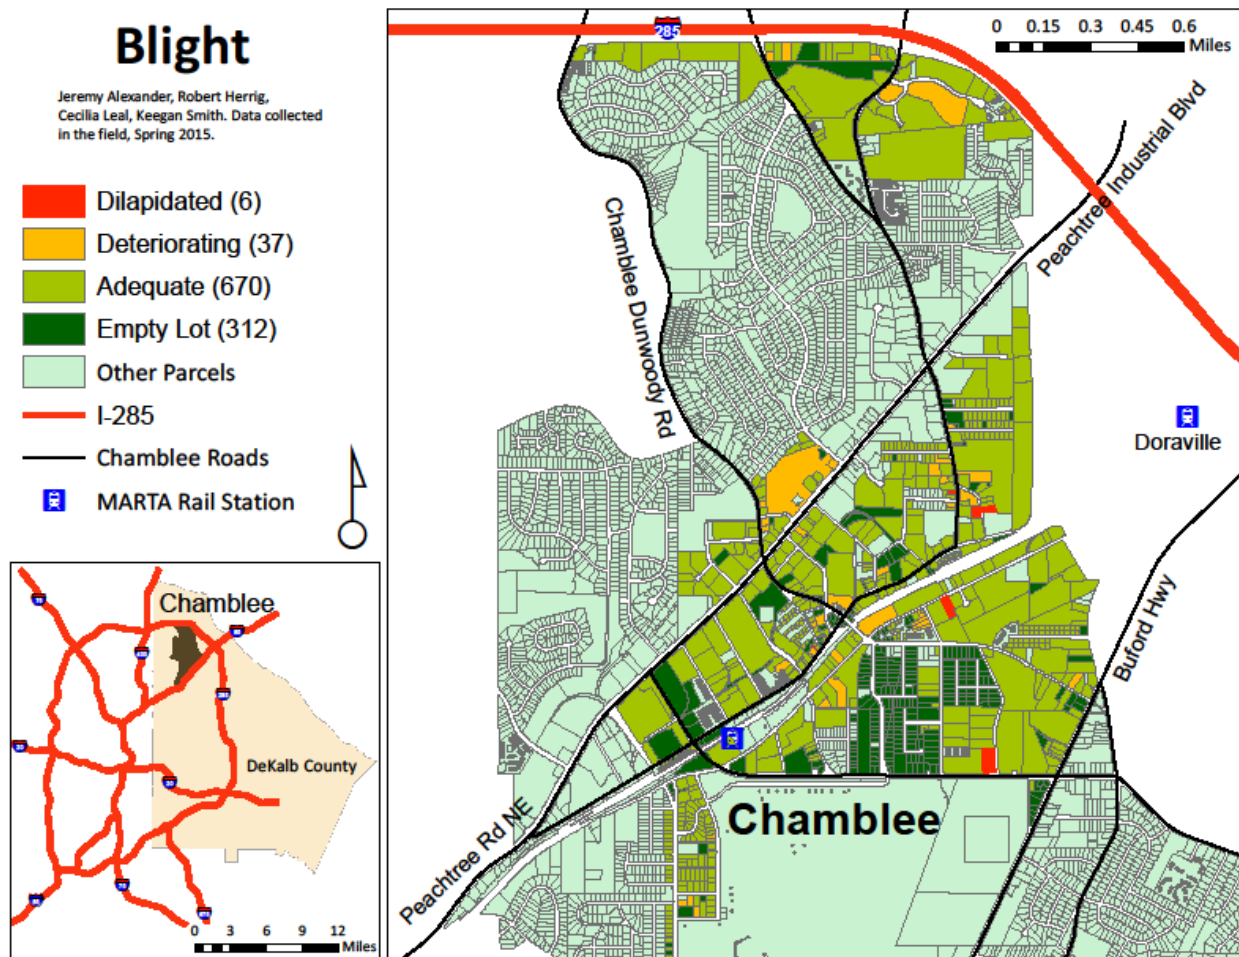 Blight
Jeremy Alexander, Robert Herrig,
Cecilia Leal, Keegan Smith. Data collected
in the field, Spring 2015.
Dilapidated (6)
Deteriorating (37)
Adequate (670)
Empty Lot (312)
Other Parcels
I-285
Chamblee Roads
MARTA Rail Station
Chamblee
DeKalb County
0 3 6 9 12
Miles
285
0 0.15 0.3 0.45 0.6
Miles
Peachtree Industrial Blvd
Chamblee Dunwoody Rd
Doraville
Buford Hwy
Chamblee
Peachtree Rd NE